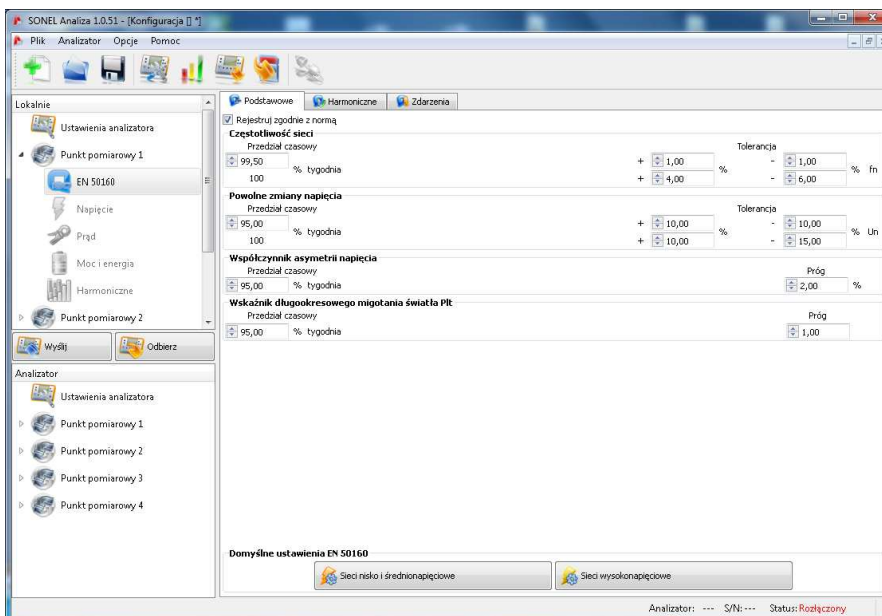 SONEL Analiza 1.0.51 - [Konfiguracja [] *]
Plik Analizator Opcje Pomoc
Lokalnie
Ustawienia analizatora
Punkt pomiarowy 1
EN 50160
Napięcie
Prąd
Moc i energia
Harmoniczne
Punkt pomiarowy 2
Wyślij Odbierz
Analizator
Ustawienia analizatora
Punkt pomiarowy 1
Punkt pomiarowy 2
Punkt pomiarowy 3
Punkt pomiarowy 4
Podstawowe Harmoniczne Zdarzenia
Rejestruj zgodnie z normą
Częstotliwość sieci
Przedział czasowy Tolerancja
99,50 + 1,00 - 1,00
% tygodnia % % fn
100 + 4,00 - 6,00
Powolne zmiany napięcia
Przedział czasowy Tolerancja
95,00 + 10,00 - 10,00
% tygodnia % % Un
100 + 10,00 - 15,00
Współczynnik asymetrii napięcia
Przedział czasowy Próg
95,00 % tygodnia 2,00 %
Wskaźnik długookresowego migotania światła Plt
Przedział czasowy Próg
95,00 % tygodnia 1,00
Domyślne ustawienia EN 50160
Sieci nisko i średnionapięciowe Sieci wysokonapięciowe
Analizator: --- S/N: --- Status: Rozłączony